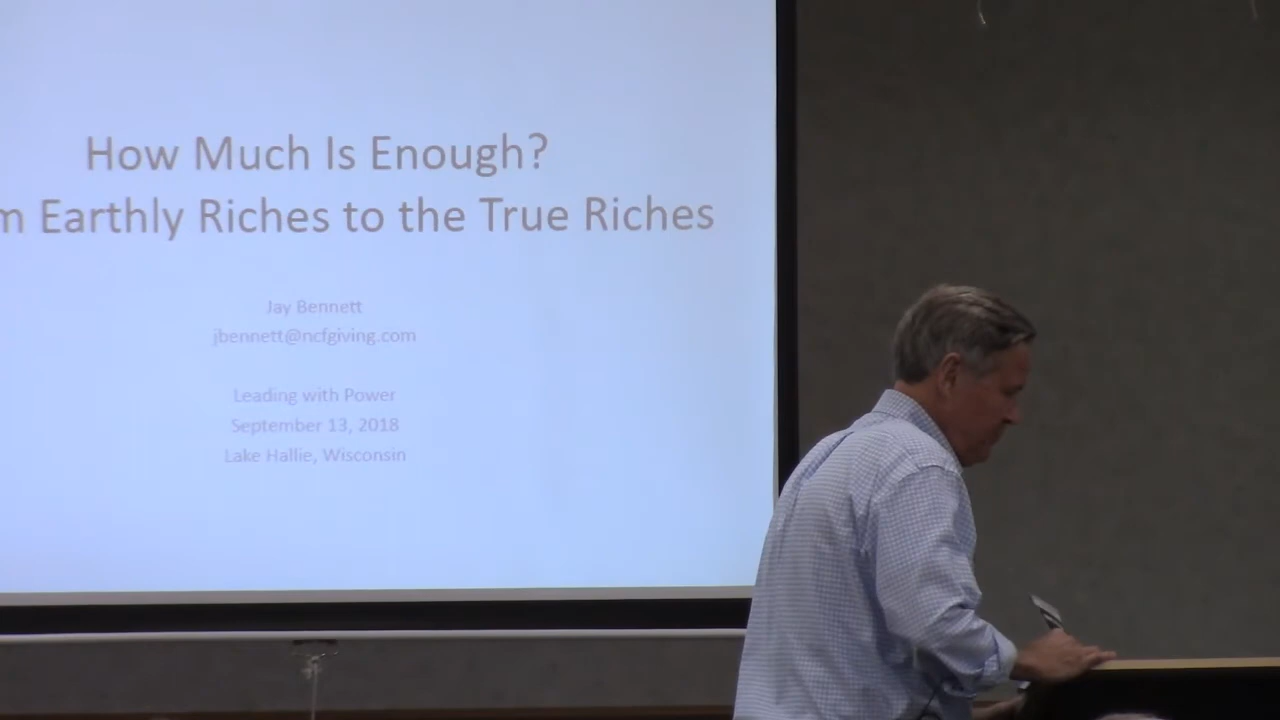 How Much Is Enough?
m Earthly Riches to the True Riches
Jay Bennett
jbennett@ncfgiving.com
Leading with Power
September 13, 2018
Lake Hallie, Wisconsin